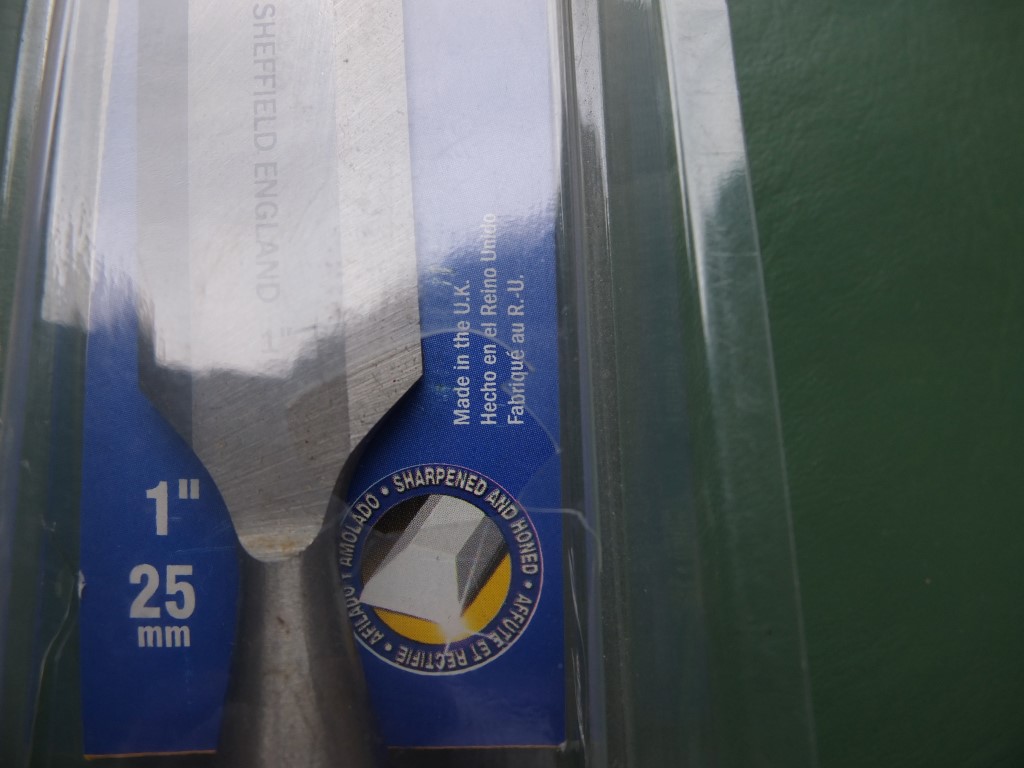 SHEFFIELD ENGLAND
Made in the U.K.
Hecho en el Reino Unido
Fabriqué au R.-U.
1"
25
mm
• SHARPENED AND HONED • AFFUTE ET RECTIFIE • AFILADO Y AMOLADO